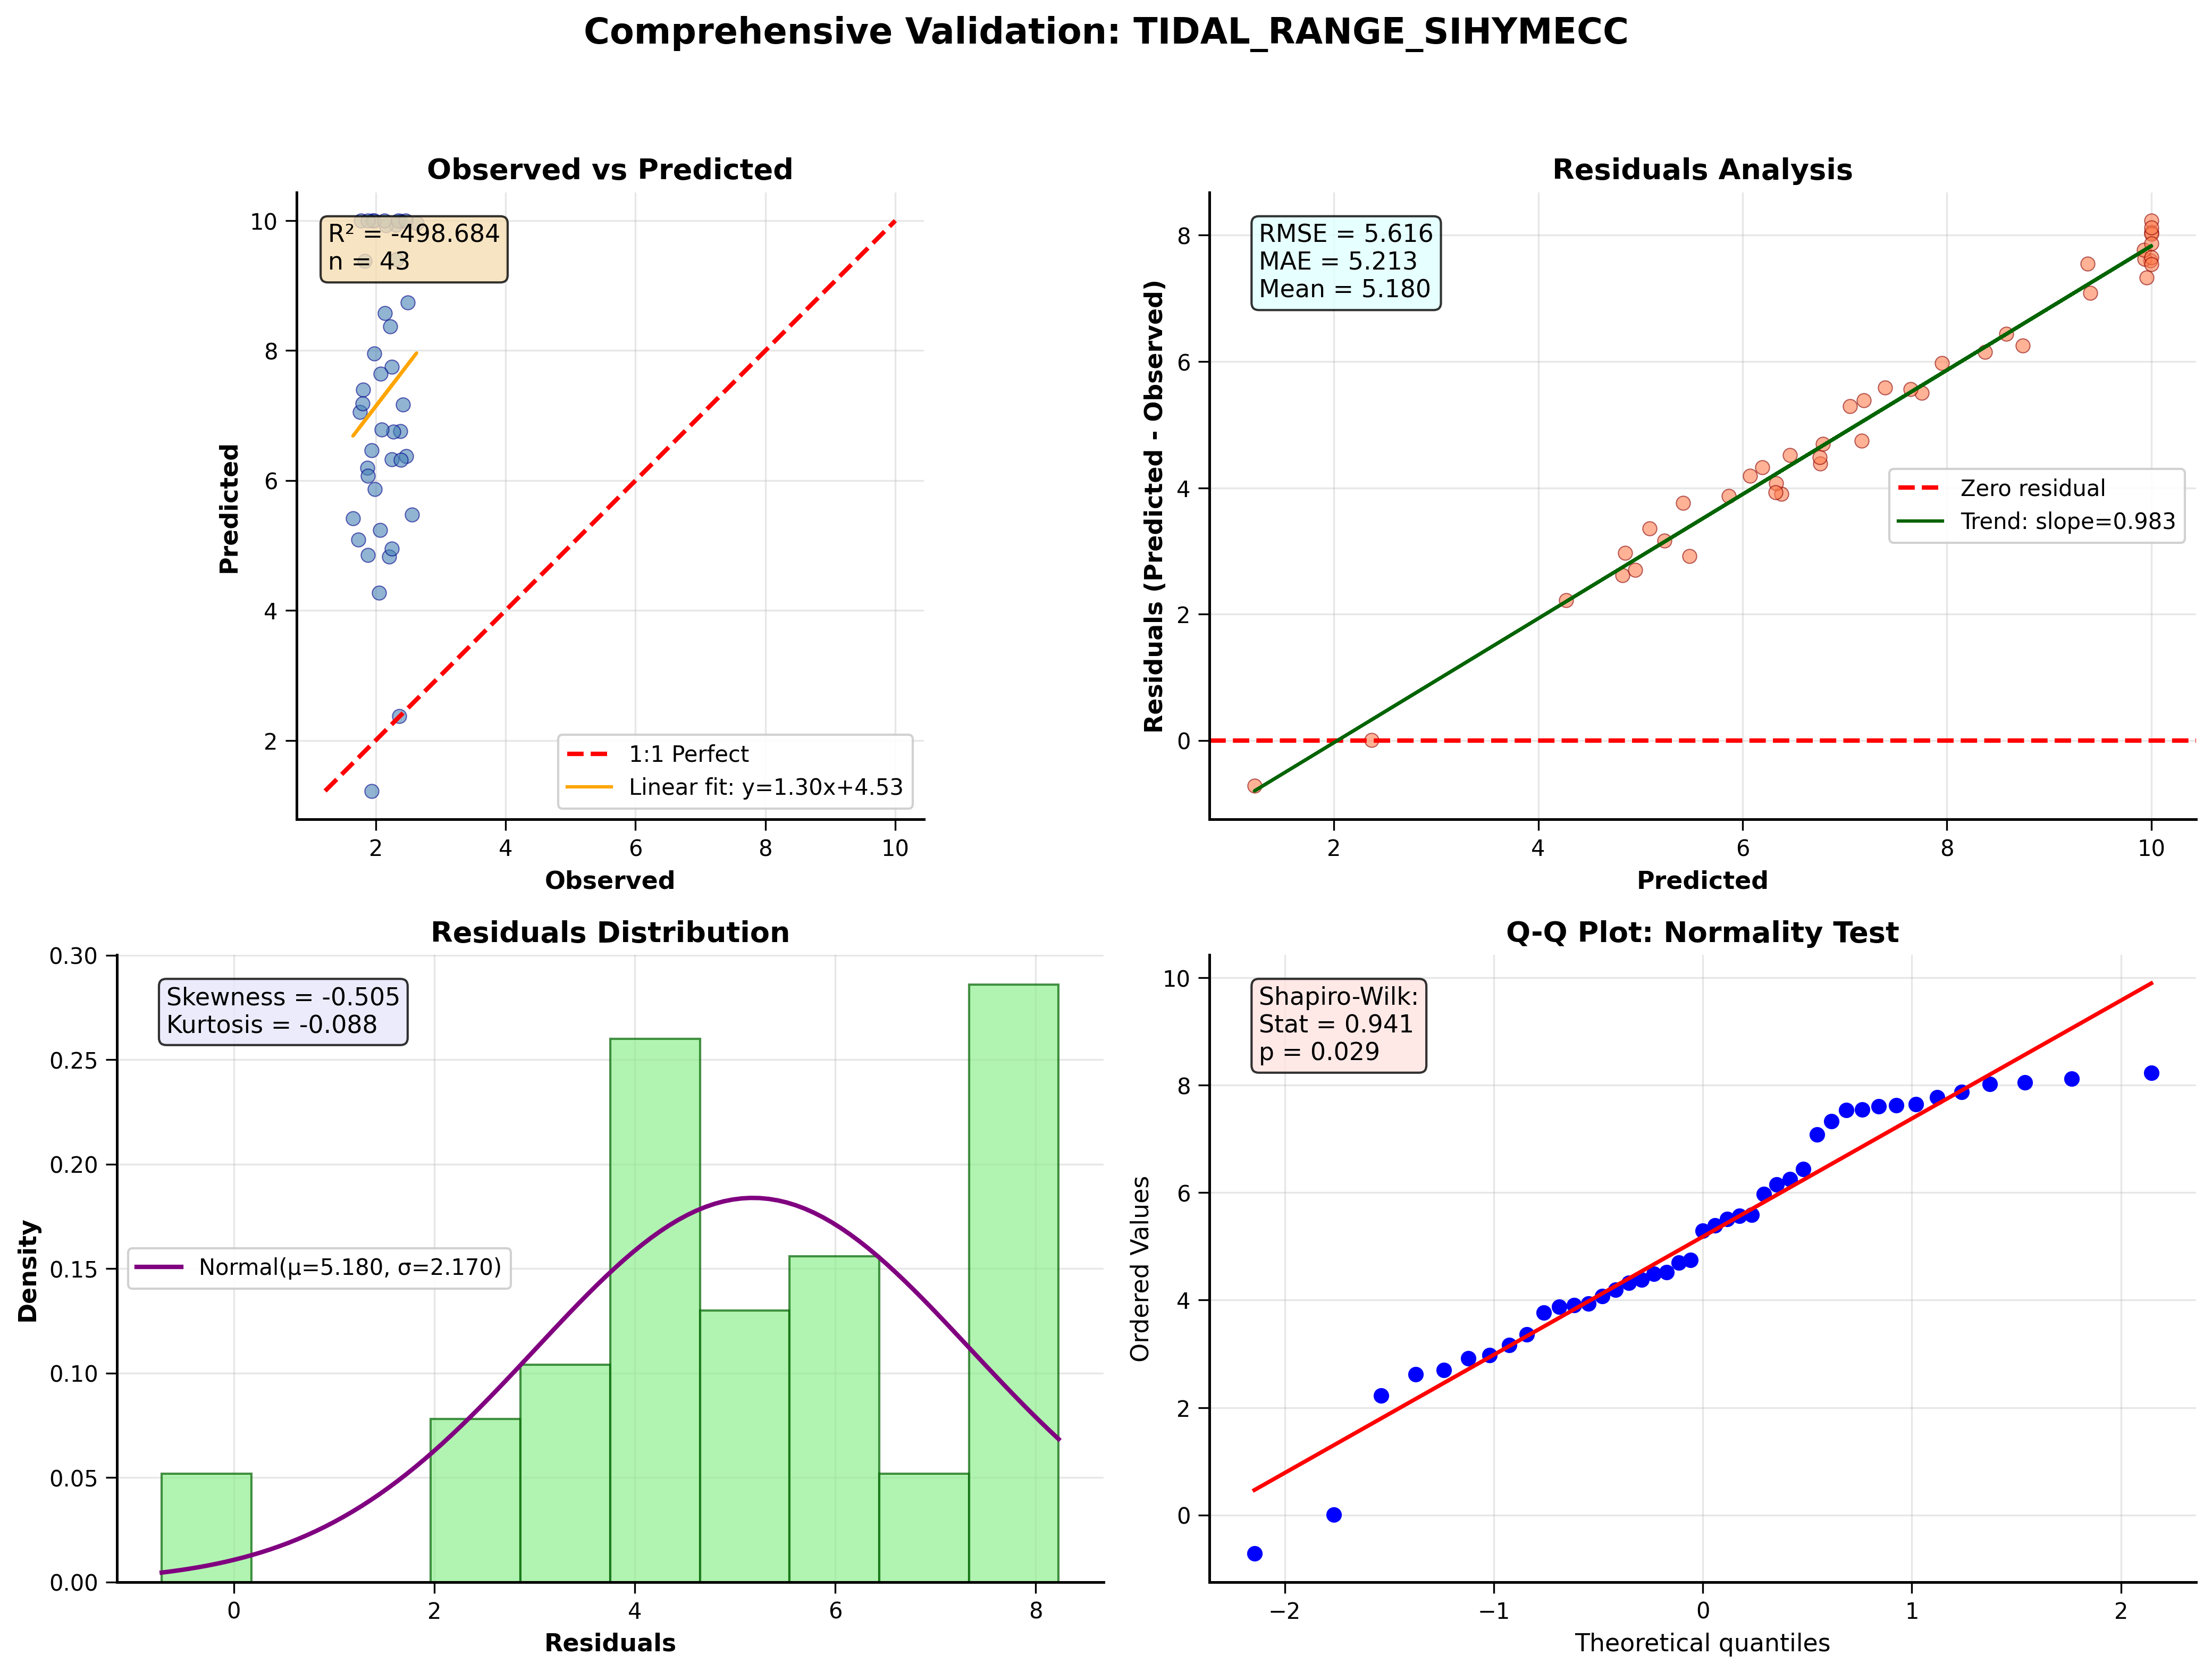 Comprehensive Validation: TIDAL_RANGE_SIHYMECC
Observed vs Predicted
R² = -498.684
n = 43
10
8
6
4
2
Predicted
1:1 Perfect
Linear fit: y=1.30x+4.53
2
4
6
8
10
Observed
Residuals Analysis
RMSE = 5.616
MAE = 5.213
Mean = 5.180
8
6
4
2
0
Residuals (Predicted - Observed)
Zero residual
Trend: slope=0.983
2
4
6
8
10
Predicted
Residuals Distribution
Skewness = -0.505
Kurtosis = -0.088
0.30
0.25
0.20
0.15
0.10
0.05
0.00
Density
Normal(μ=5.180, σ=2.170)
0
2
4
6
8
Residuals
Q-Q Plot: Normality Test
Shapiro-Wilk:
Stat = 0.941
p = 0.029
10
8
6
4
2
0
Ordered Values
−2
−1
0
1
2
Theoretical quantiles